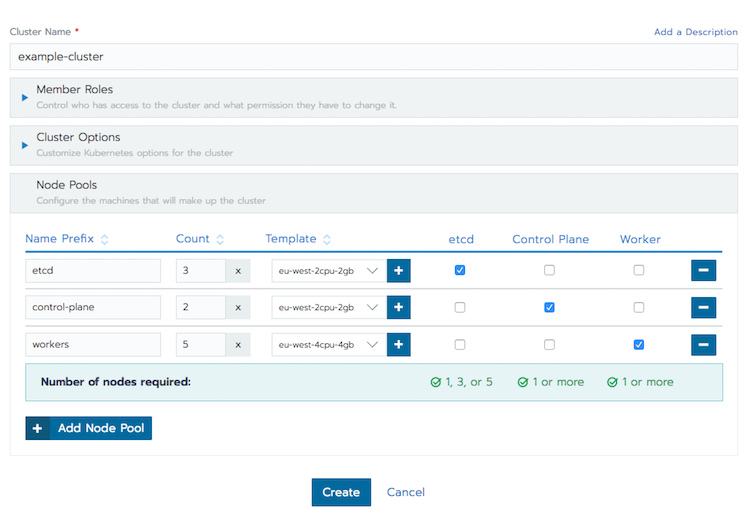 Cluster Name * Add a Description
example-cluster
Member Roles
Control who has access to the cluster and what permission they have to change it.
Cluster Options
Customize Kubernetes options for the cluster
Node Pools
Configure the machines that will make up the cluster
Name Prefix Count Template etcd Control Plane Worker
etcd 3 x eu-west-2cpu-2gb +
control-plane 2 x eu-west-2cpu-2gb +
workers 5 x eu-west-4cpu-4gb +
Number of nodes required: 1, 3, or 5 1 or more 1 or more
+ Add Node Pool
Create Cancel